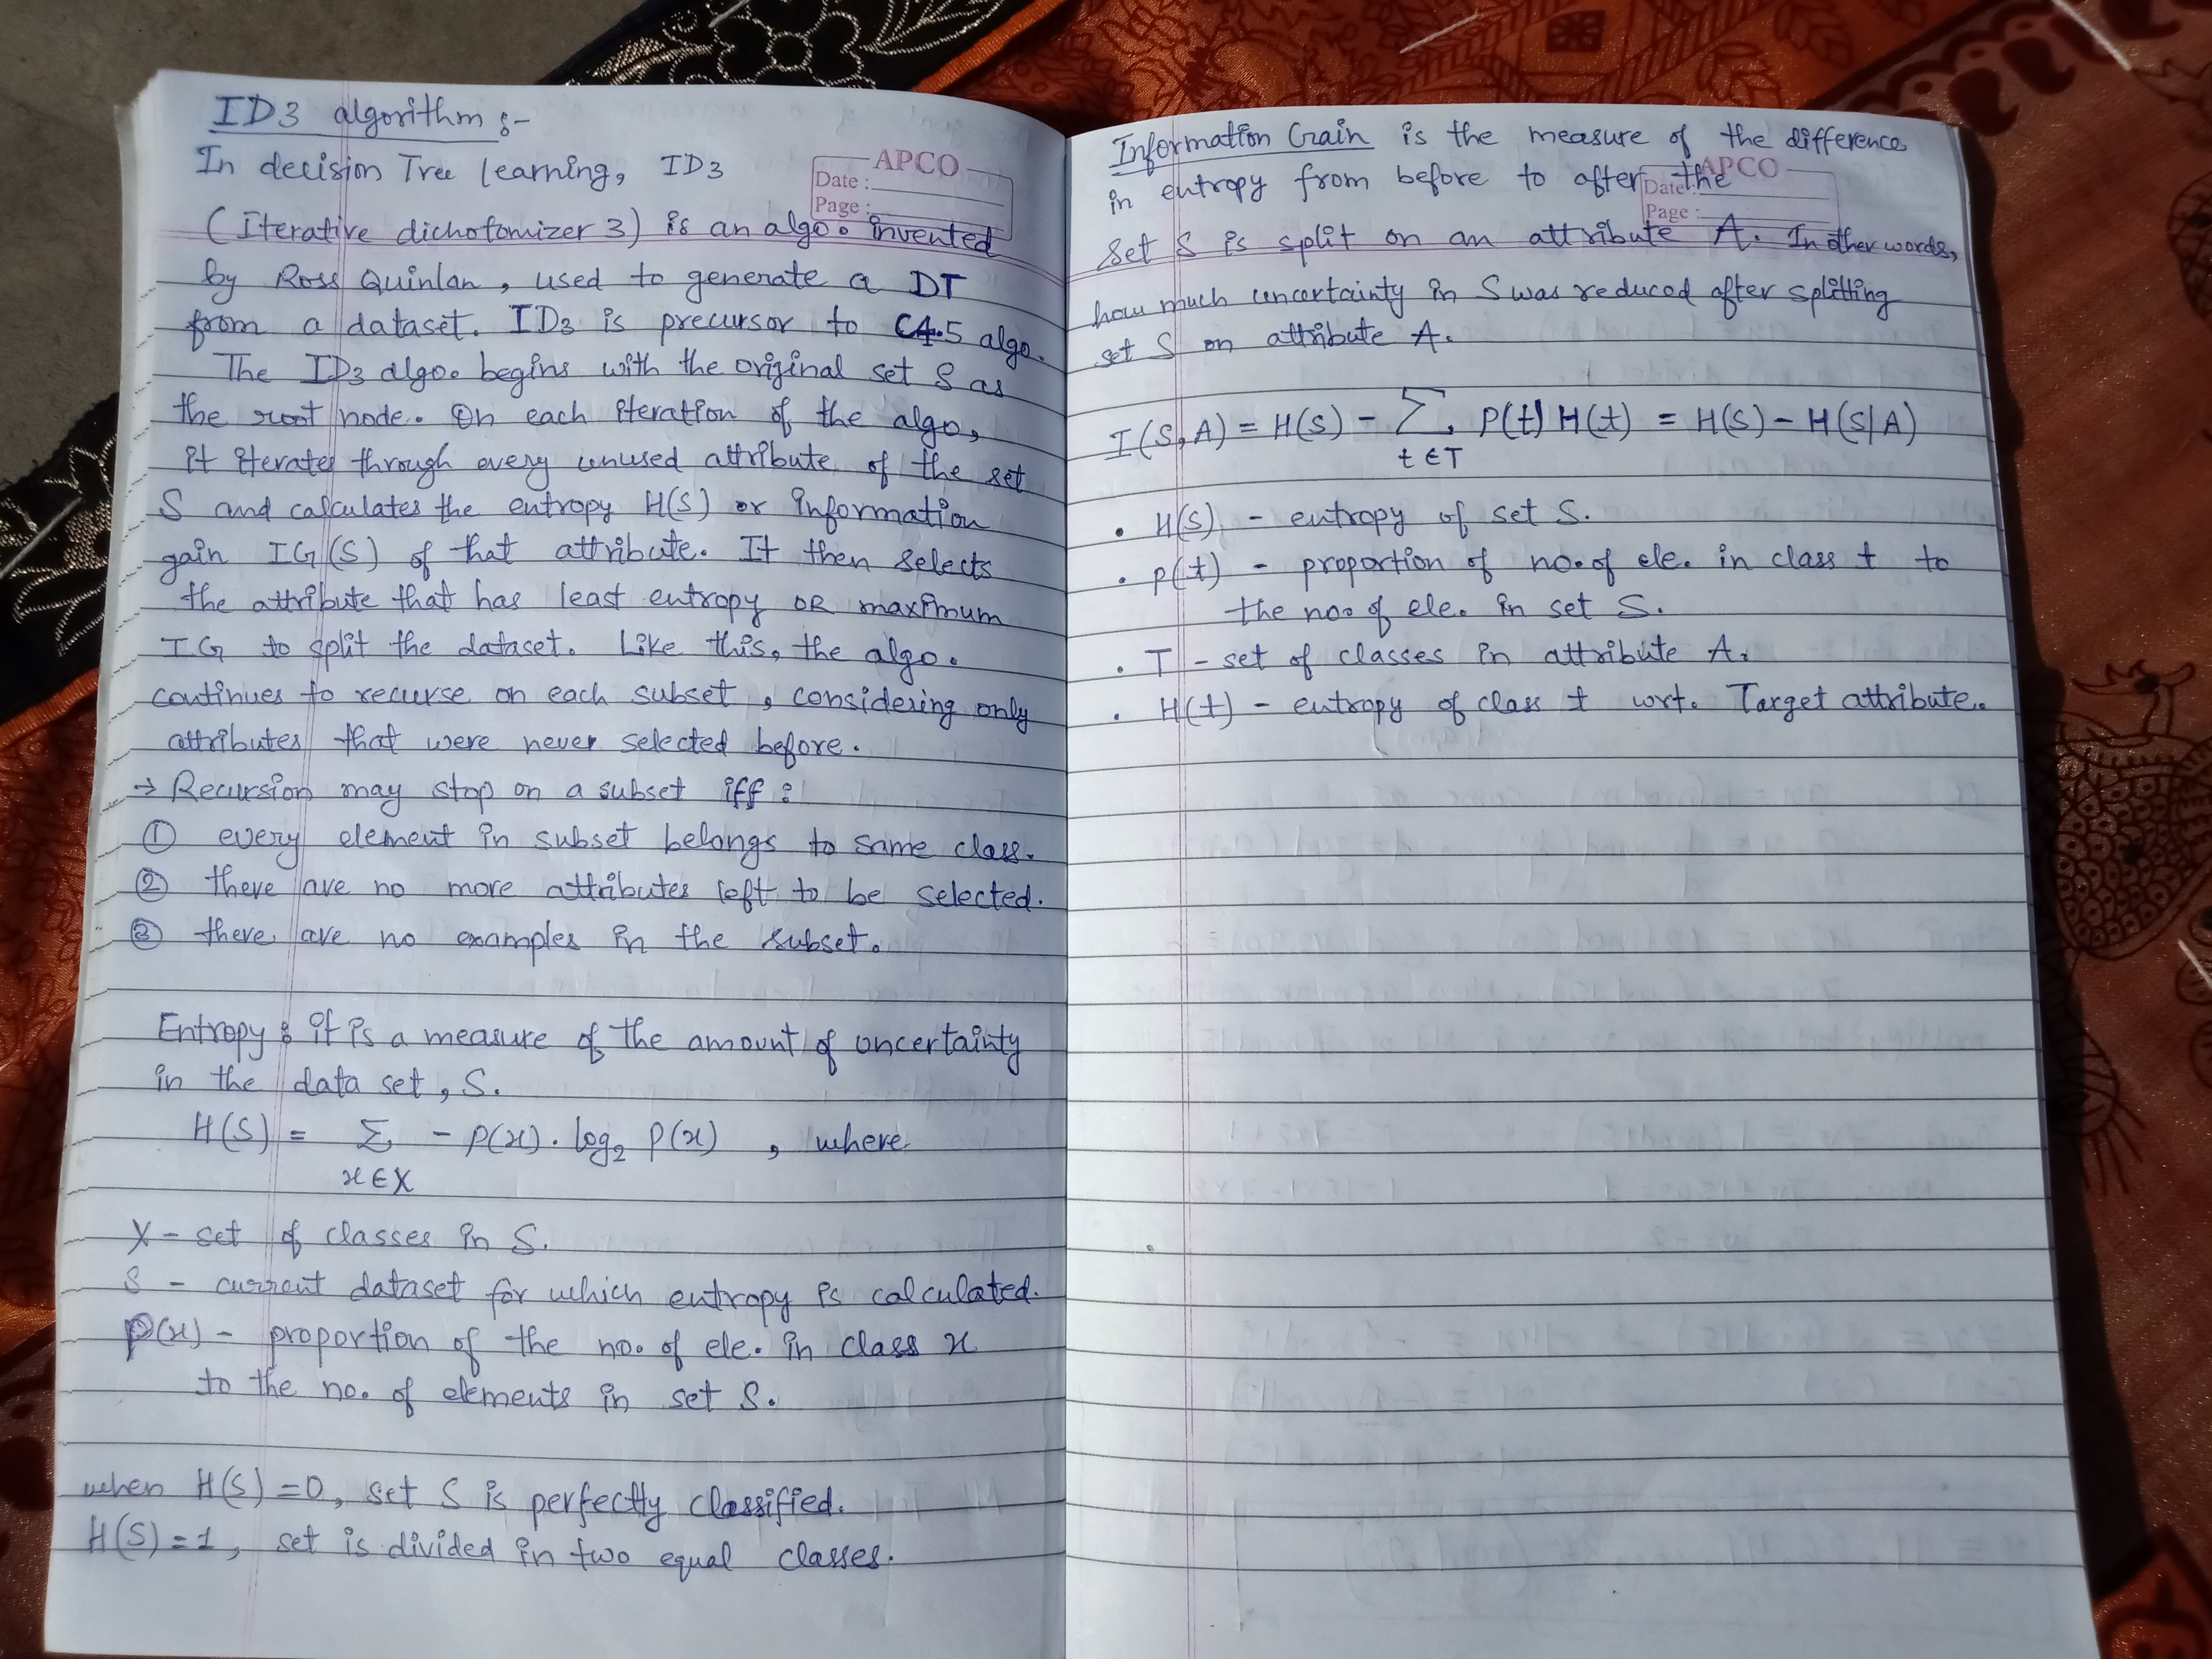 ID3 algorithm :-
In decision Tree learning, ID3
APCO
Date :
Page :
(Iterative dichotomizer 3) is an algo. invented
by Ross Quinlan, used to generate a DT
from a dataset. ID3 is precursor to C4.5 algo.
The ID3 algo. begins with the original set S as
the root node. On each iteration of the algo,
it iterates through every unused attribute of the set
S and calculates the entropy H(S) or Information
gain IG(S) of that attribute. It then selects
the attribute that has least entropy OR maximum
IG to split the dataset. Like this, the algo.
continues to recurse on each subset, considering only
attributes that were never selected before.
→ Recursion may stop on a subset iff :
① every element in subset belongs to same class.
② there are no more attributes left to be selected.
③ there are no examples in the subset.
Entropy : it is a measure of the amount of uncertainty
in the data set, S.
H(S) = Σ - p(x) . log₂ p(x) , where
x ∈ X
X - set of classes in S.
S - current dataset for which entropy is calculated.
P(x) - proportion of the no. of ele. in class x
to the no. of elements in set S.
when H(S) = 0, set S is perfectly classified.
H(S) = 1, set is divided in two equal classes.
Information Gain is the measure of the difference
in entropy from before to after the
APCO
Date :
Page :
set S is split on an attribute A. In other words,
how much uncertainty in S was reduced after splitting
set S on attribute A.
I(S,A) = H(S) - Σ P(t) H(t) = H(S) - H(S|A)
t ∈ T
• H(S) - entropy of set S.
• p(t) - proportion of no. of ele. in class t to
the no. of ele. in set S.
• T - set of classes in attribute A.
• H(t) - entropy of class t wrt. Target attribute.